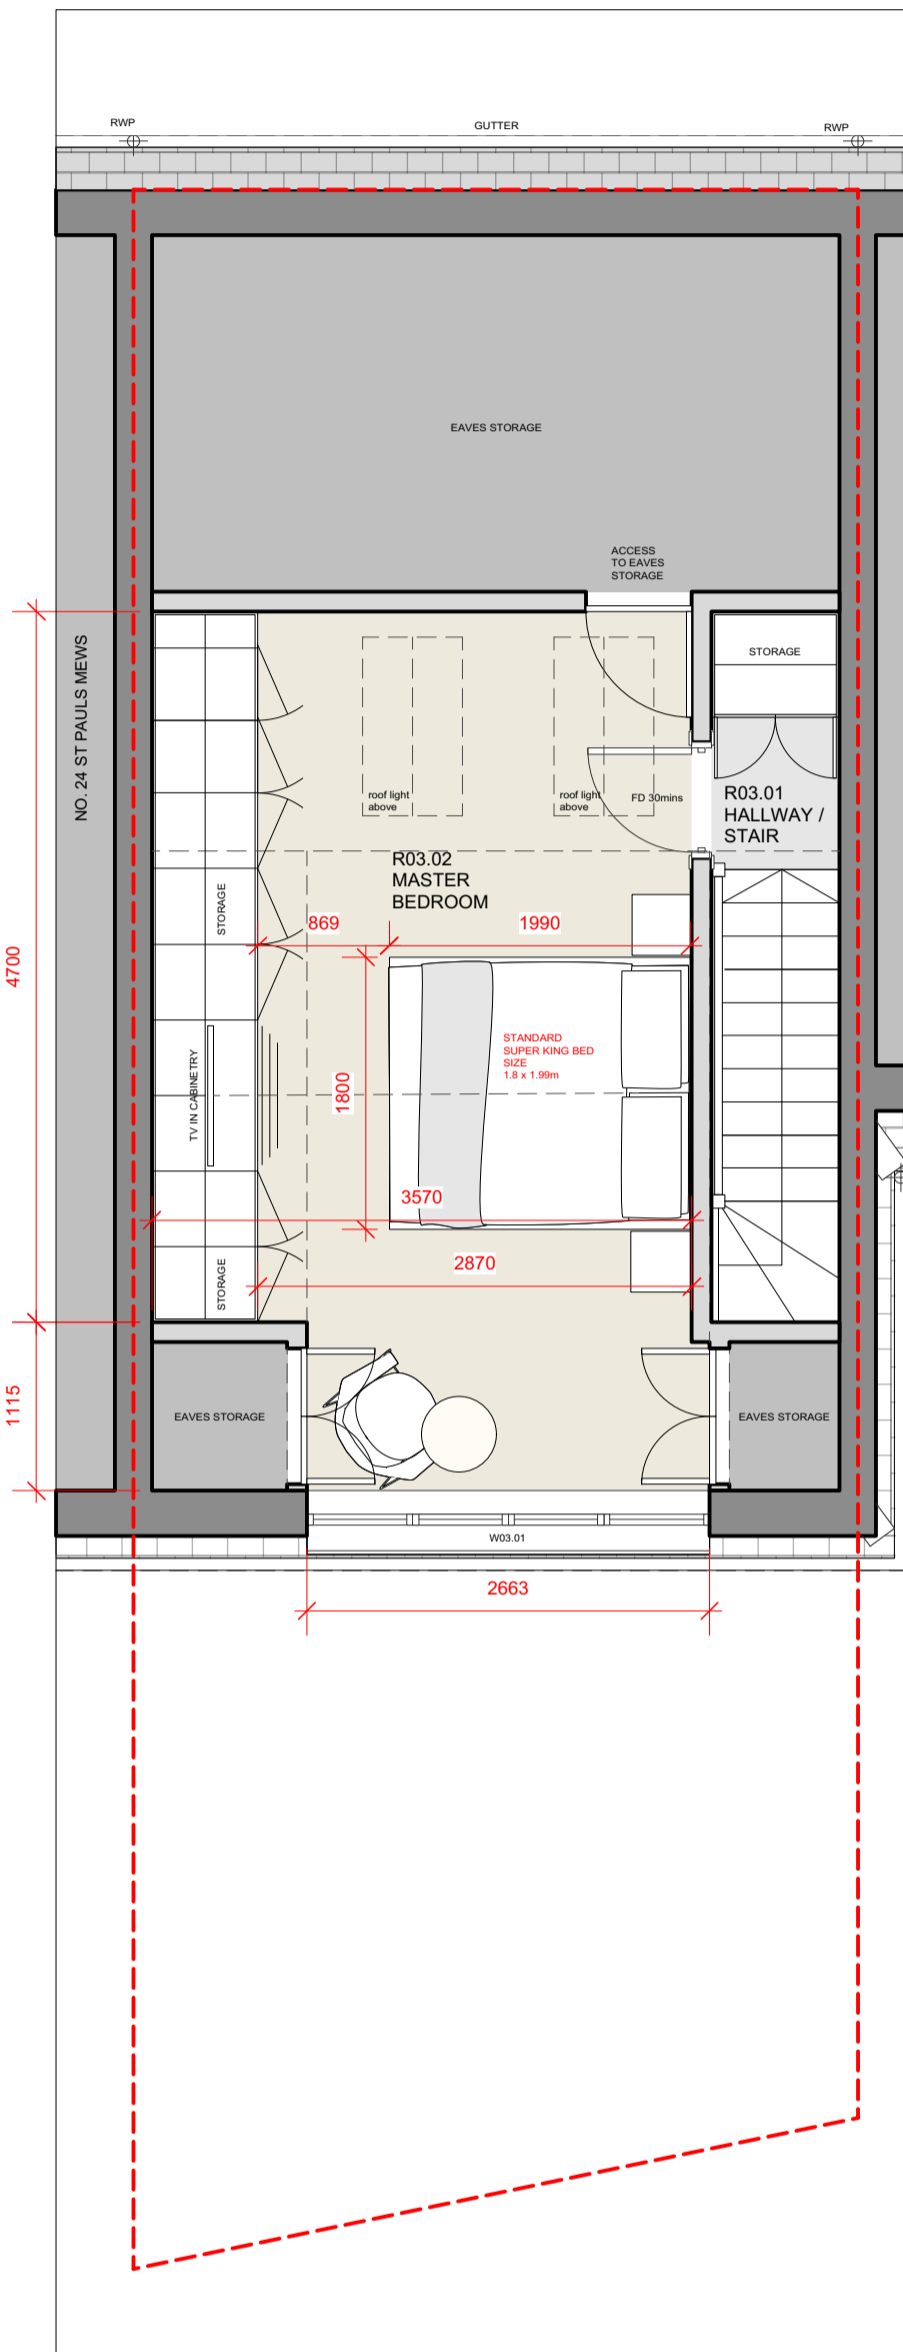 RWP
GUTTER
RWP
EAVES STORAGE
ACCESS
TO EAVES
STORAGE
STORAGE
NO. 24 ST PAULS MEWS
roof light
above
roof light
above
FD 30mins
R03.01
HALLWAY /
STAIR
R03.02
MASTER
BEDROOM
STORAGE
869
1990
4700
STANDARD
SUPER KING BED
SIZE
1.8 x 1.99m
TV IN CABINETRY
1800
3570
2870
STORAGE
1115
EAVES STORAGE
EAVES STORAGE
W03.01
2663